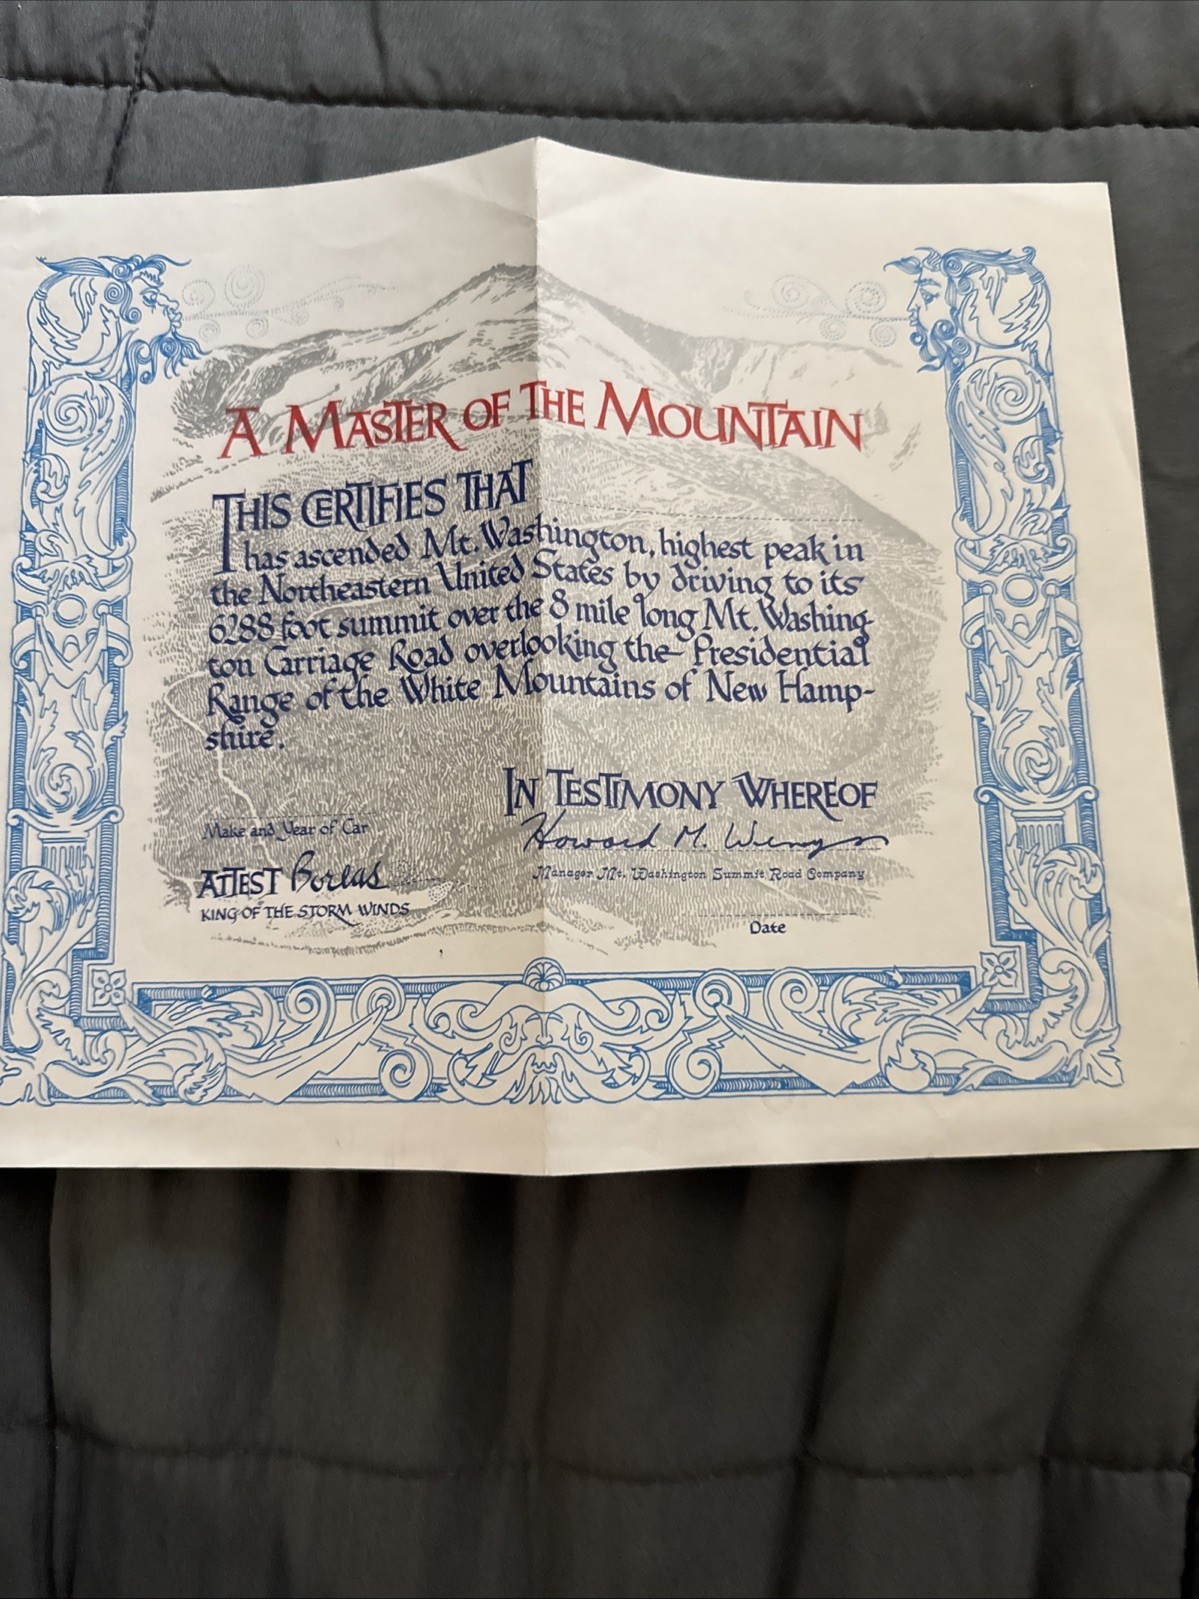 A MASTER OF THE MOUNTAIN
THIS CERTIFIES THAT
has ascended Mt. Washington, highest peak in
the Northeastern United States by driving to its
6288 foot summit over the 8 mile long Mt. Washing
ton Carriage Road overlooking the Presidential
Range of the White Mountains of New Hamp-
shire.
IN TESTIMONY WHEREOF
Howard M.
Make and Year of Car
Manager Mt. Washington Summit Road Company
ATTEST Boreas
KING OF THE STORM WINDS
Date